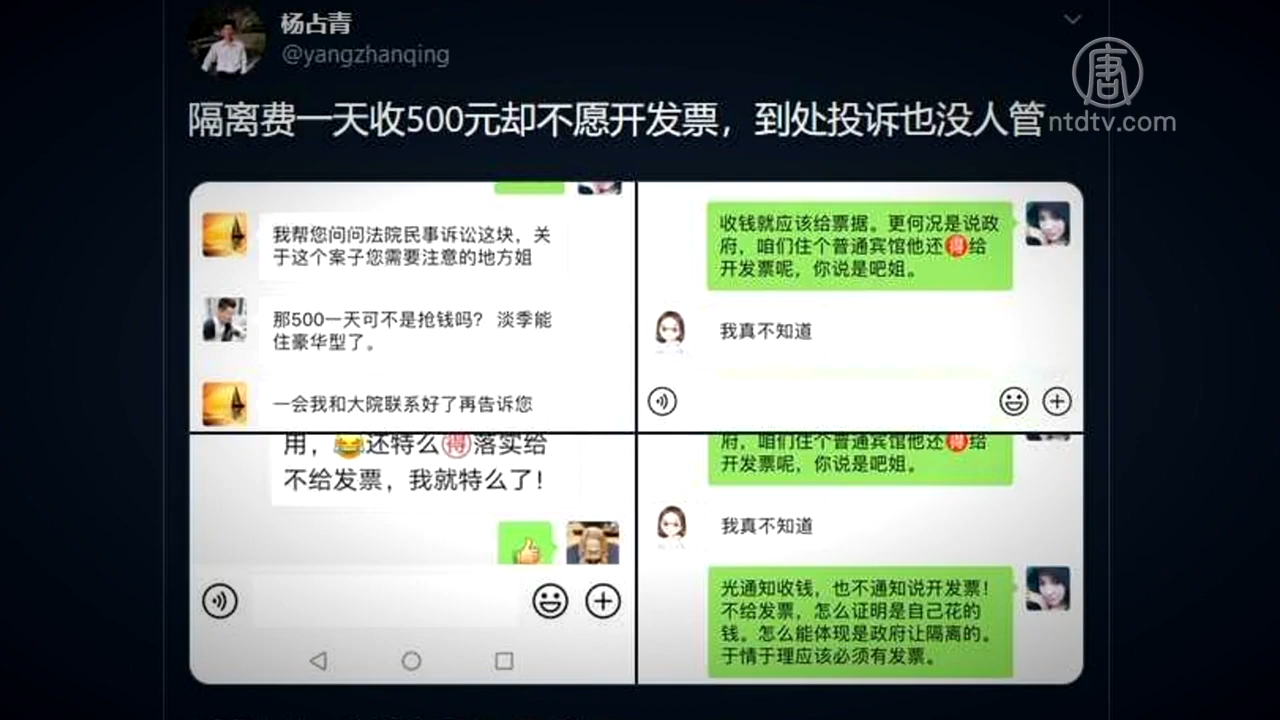 杨占青
@yangzhanqing
唐
ntdtv.com
隔离费一天收500元却不愿开发票，到处投诉也没人管
我帮您问问法院民事诉讼这块，关
于这个案子您需要注意的地方姐
那500一天可不是抢钱吗？ 淡季能
住豪华型了。
一会我和大院联系好了再告诉您
收钱就应该给票据。更何况是说政
府，咱们住个普通宾馆他还得给
开发票呢，你说是吧姐。
我真不知道
用，😂还特么得落实给
不给发票，我就特么了！
👍
府，咱们住个普通宾馆他还得给
开发票呢，你说是吧姐。
我真不知道
光通知收钱，也不通知说开发票！
不给发票，怎么证明是自己花的
钱。怎么能体现是政府让隔离的。
于情于理应该必须有发票。